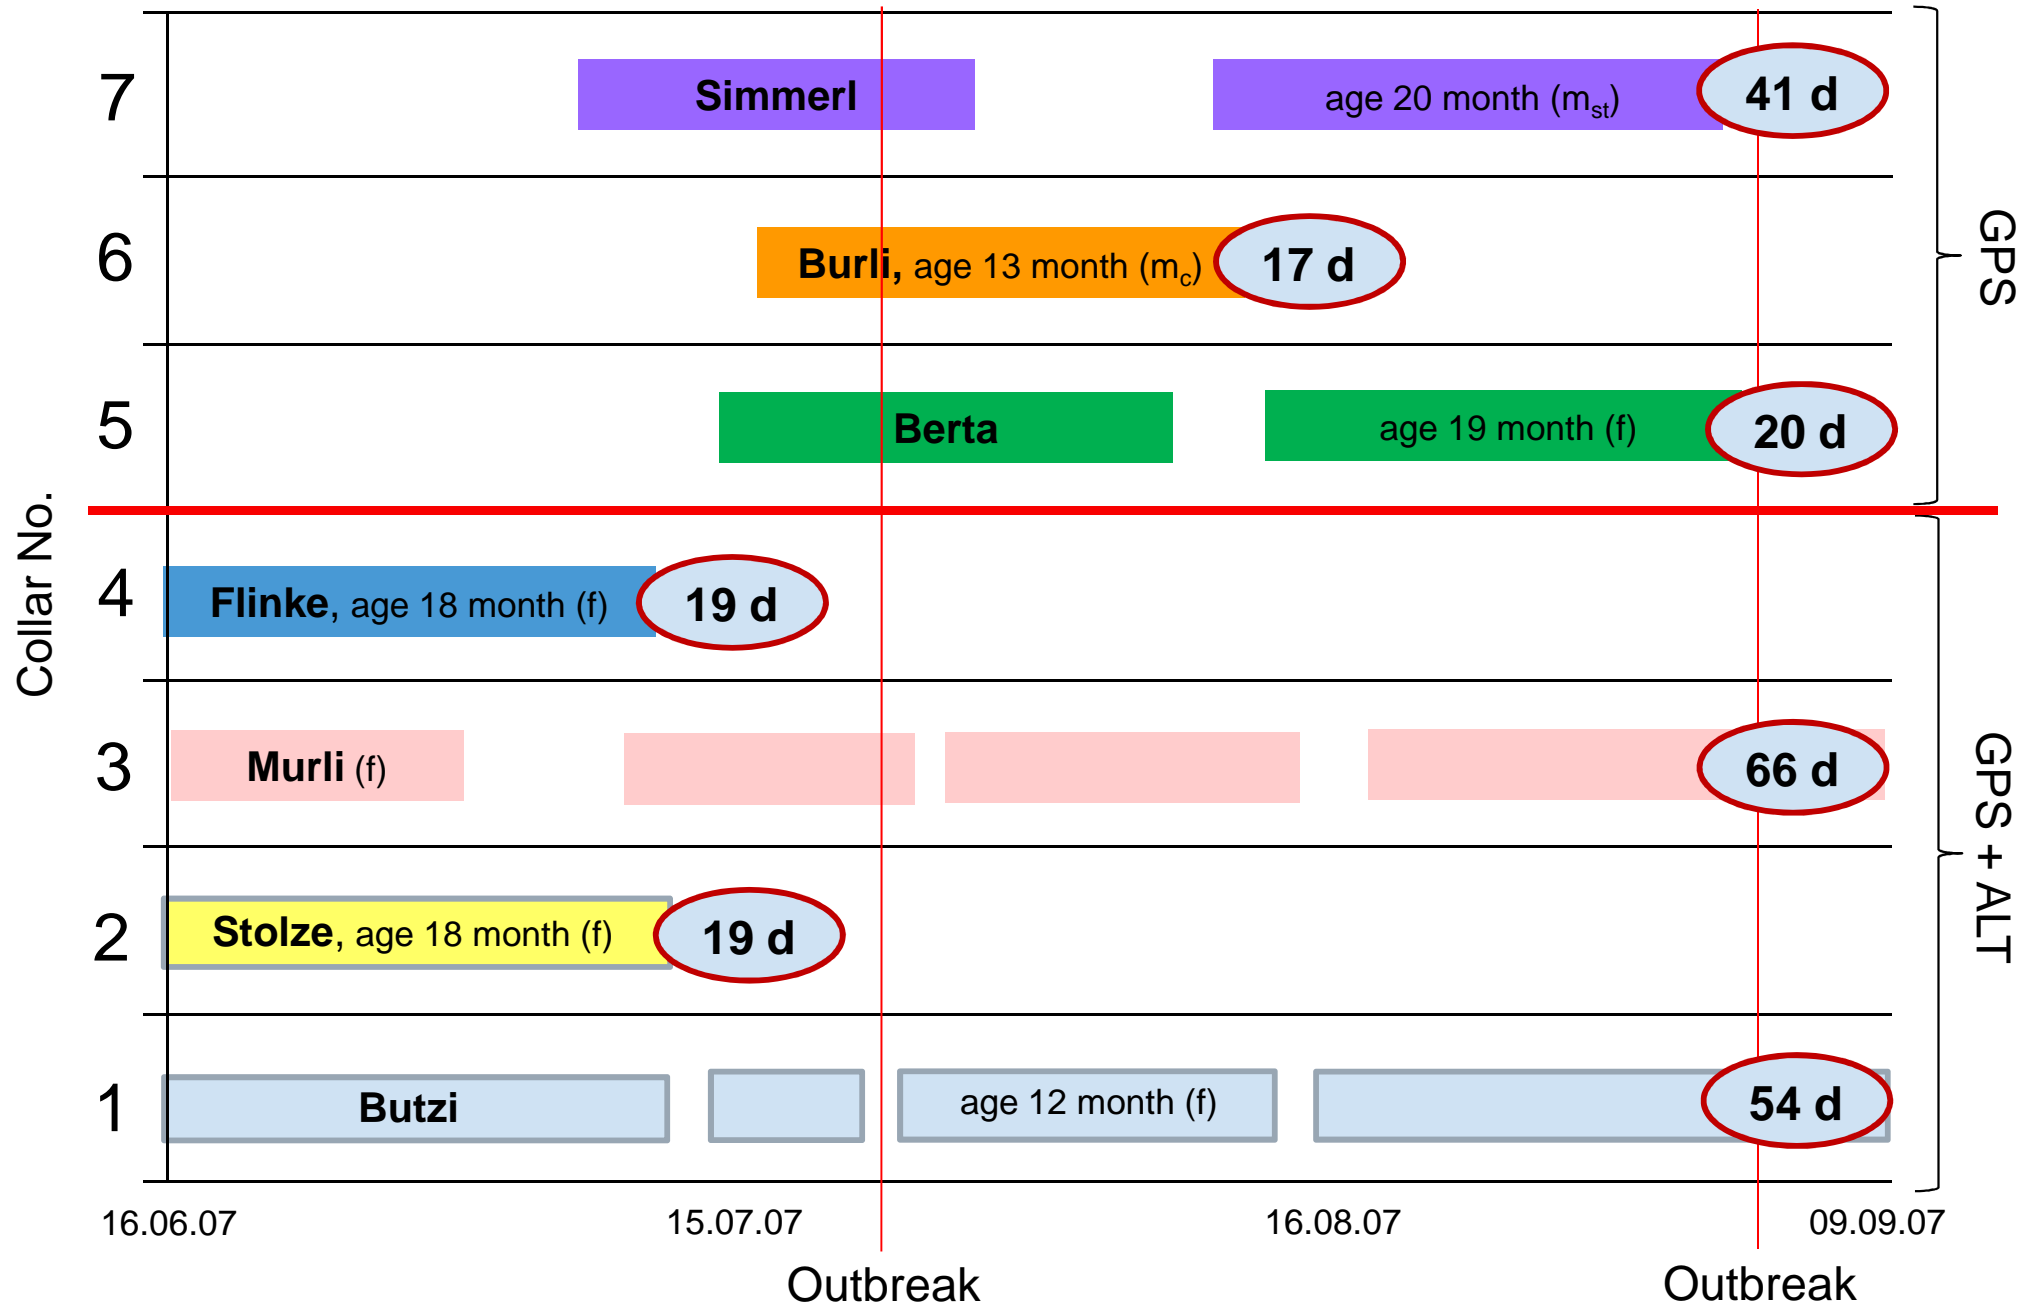 7
Simmerl
age 20 month (mst)
41 d
6
Burli, age 13 month (mc)
17 d
GPS
5
Berta
age 19 month (f)
20 d
Collar No.
4
Flinke, age 18 month (f)
19 d
3
Murli (f)
66 d
GPS + ALT
2
Stolze, age 18 month (f)
19 d
1
Butzi
age 12 month (f)
54 d
16.06.07
15.07.07
16.08.07
09.09.07
Outbreak
Outbreak